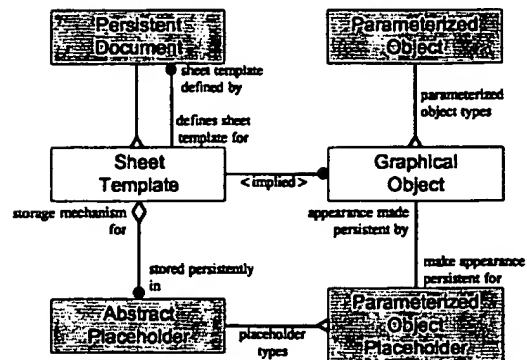 Persistent
Document
Parameterized
Object
sheet template
defined by
defines sheet
template for
parameterized
object types
Sheet
Template
<implied>
Graphical
Object
storage mechanism
for
appearance made
persistent by
stored persistently
in
make appearance
persistent for
Abstract
Placeholder
placeholder
types
Parameterized
Object
Placeholder